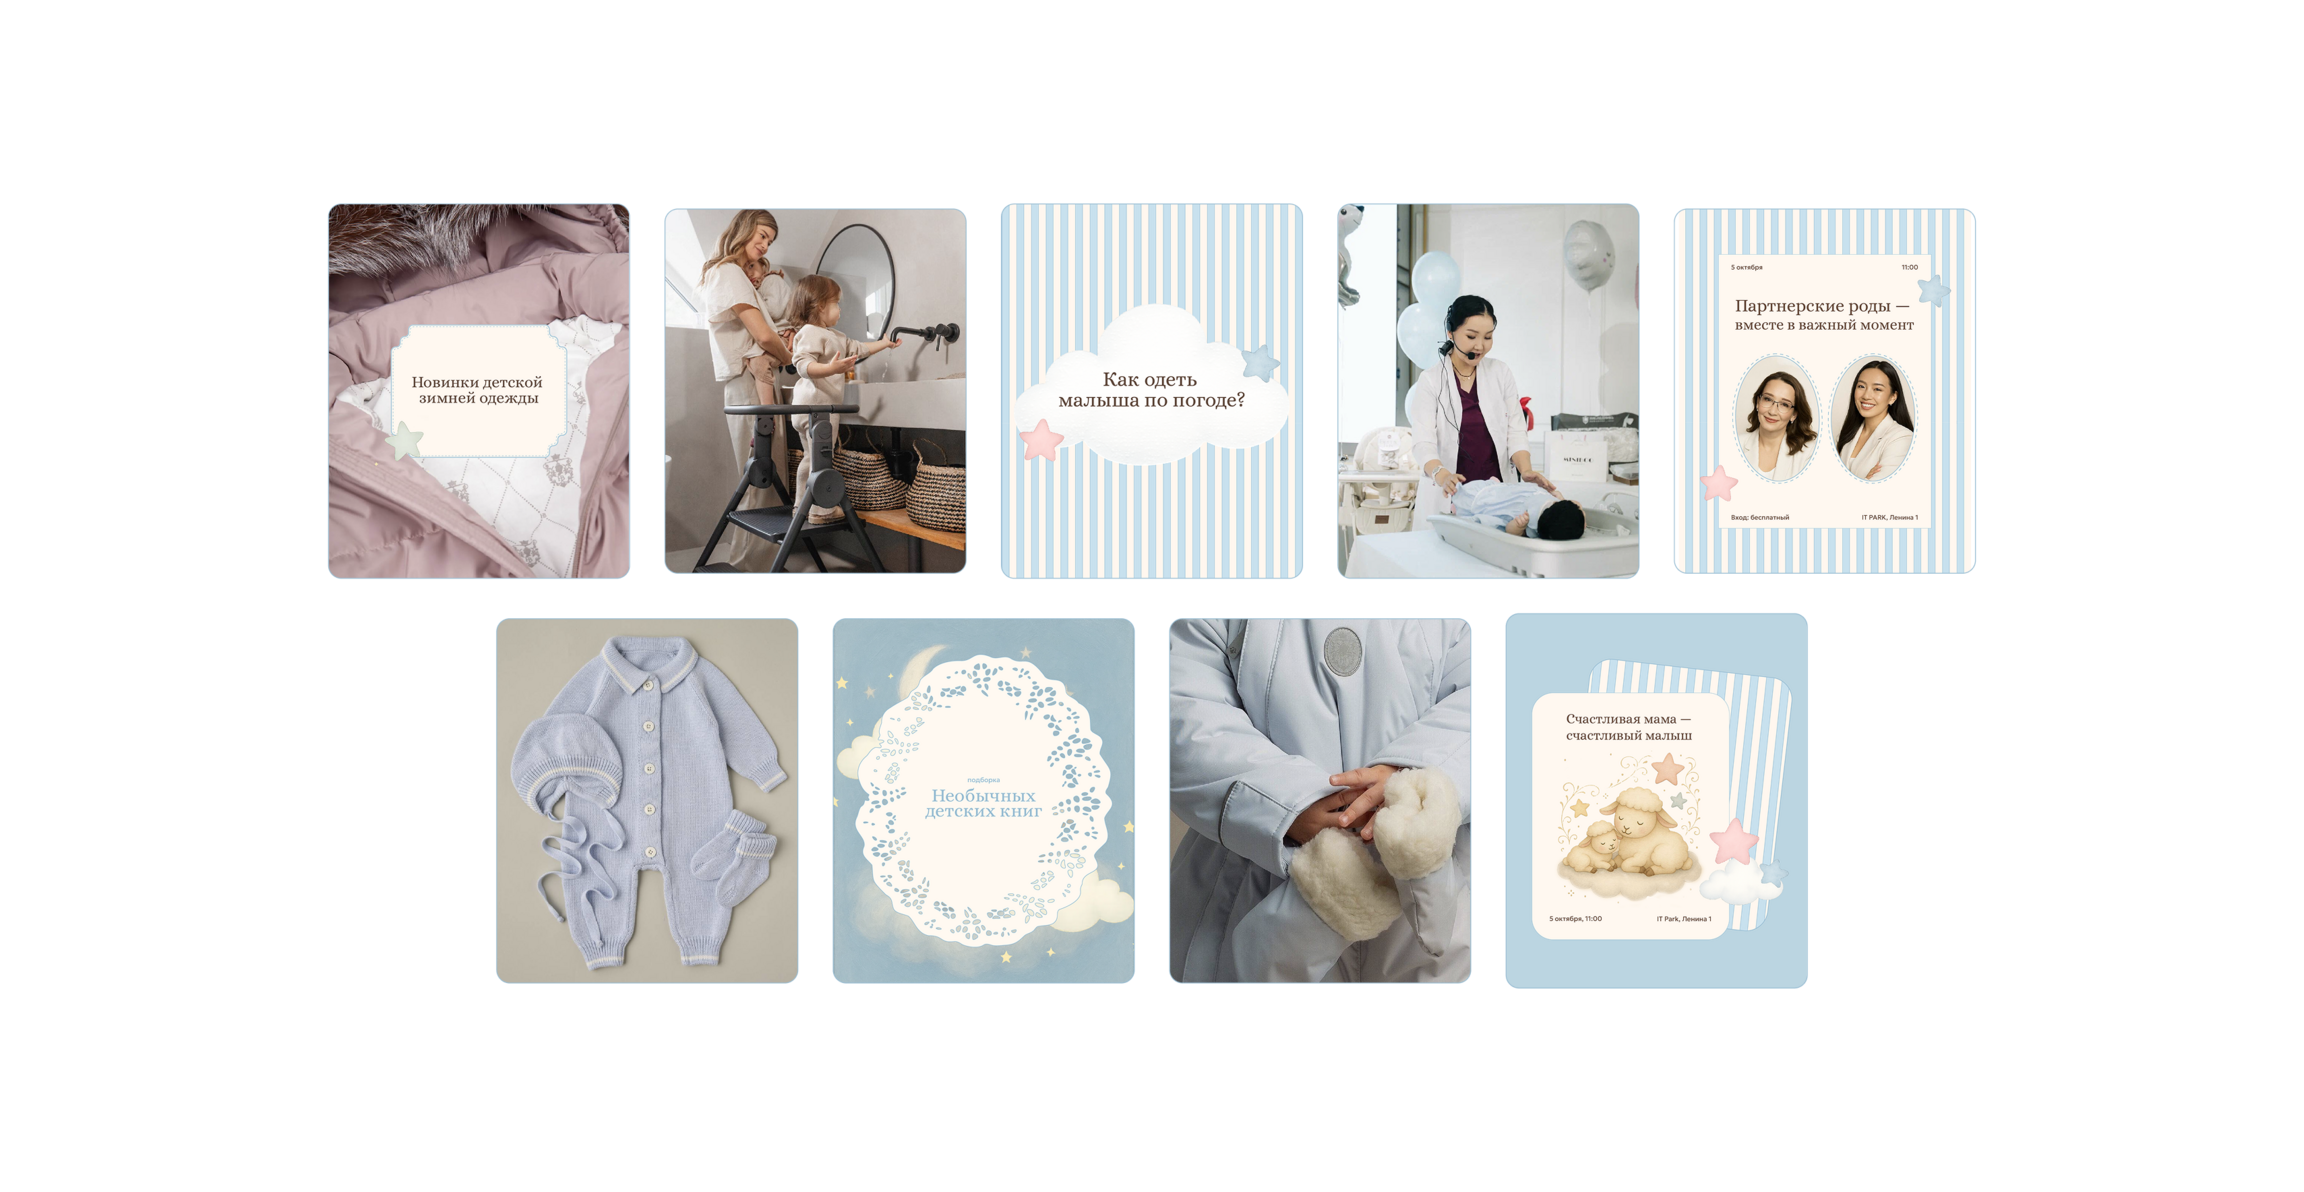 Новинки детской
зимней одежды
Как одеть
малыша по погоде?
MINIBOO
5 октября
11:00
Партнерские роды —
вместе в важный момент
Вход: бесплатный
IT PARK, Ленина 1
подборка
Необычных
детских книг
Счастливая мама —
счастливый малыш
5 октября, 11:00
IT Park, Ленина 1